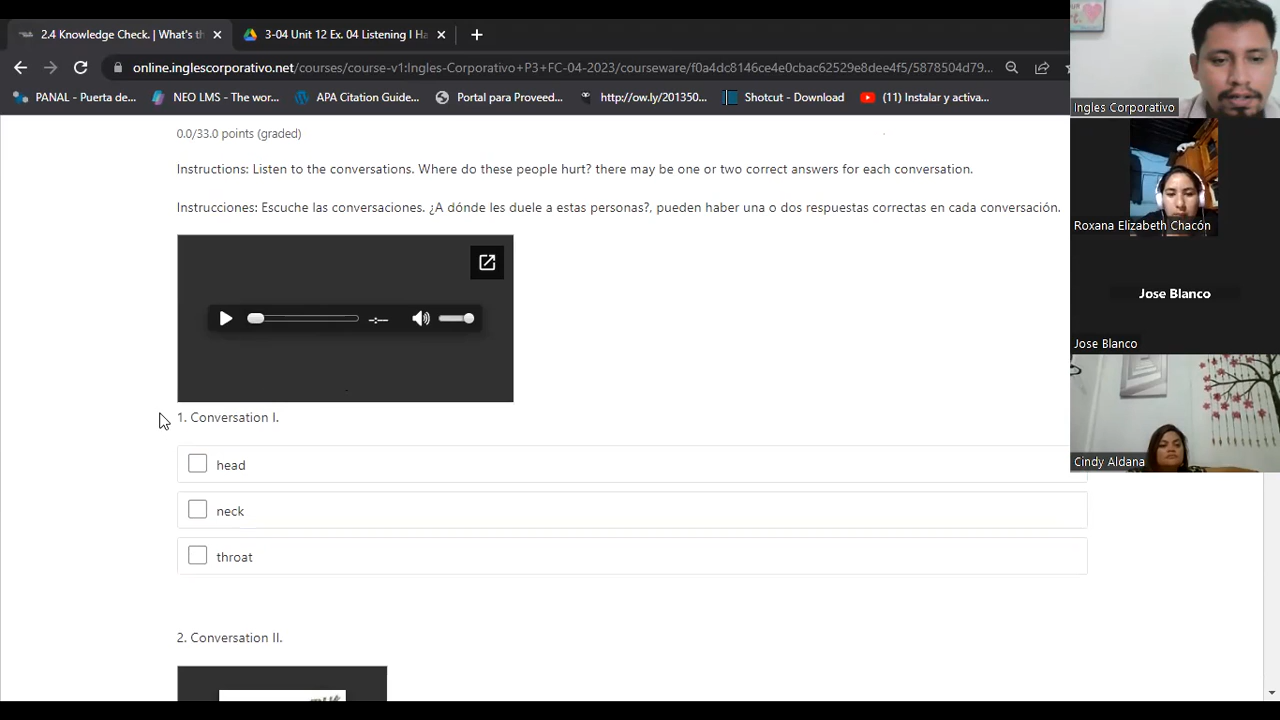 2.4 Knowledge Check. | What's th
3-04 Unit 12 Ex. 04 Listening I Ha
online.inglescorporativo.net/courses/course-v1:Ingles-Corporativo+P3+FC-04-2023/courseware/f0a4dc8146ce4e0cbac62529e8dee4f5/5878504d79...
PANAL - Puerta de...
NEO LMS - The wor...
APA Citation Guide...
Portal para Provee...
http://ow.ly/201350...
Shotcut - Download
(11) Instalar y activa...
0.0/33.0 points (graded)
Instructions: Listen to the conversations. Where do these people hurt? there may be one or two correct answers for each conversation.
Instrucciones: Escuche las conversaciones. ¿A dónde les duele a estas personas?, pueden haber una o dos respuestas correctas en cada conversación.
-:--
1. Conversation I.
head
neck
throat
2. Conversation II.
Ingles Corporativo
Roxana Elizabeth Chacón
Jose Blanco
Jose Blanco
Cindy Aldana